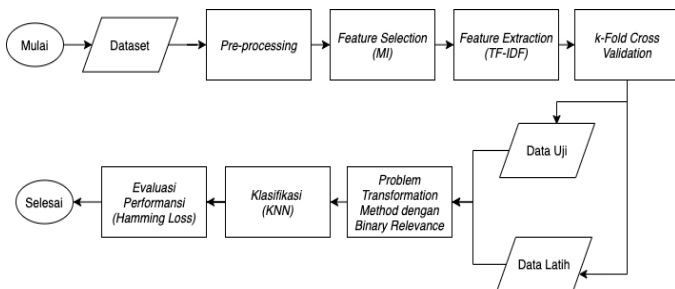 Mulai
Dataset
Pre-processing
Feature Selection
(MI)
Feature Extraction
(TF-IDF)
k-Fold Cross
Validation
Data Uji
Data Latih
Problem
Transformation
Method dengan
Binary Relevance
Klasifikasi
(KNN)
Evaluasi
Performansi
(Hamming Loss)
Selesai